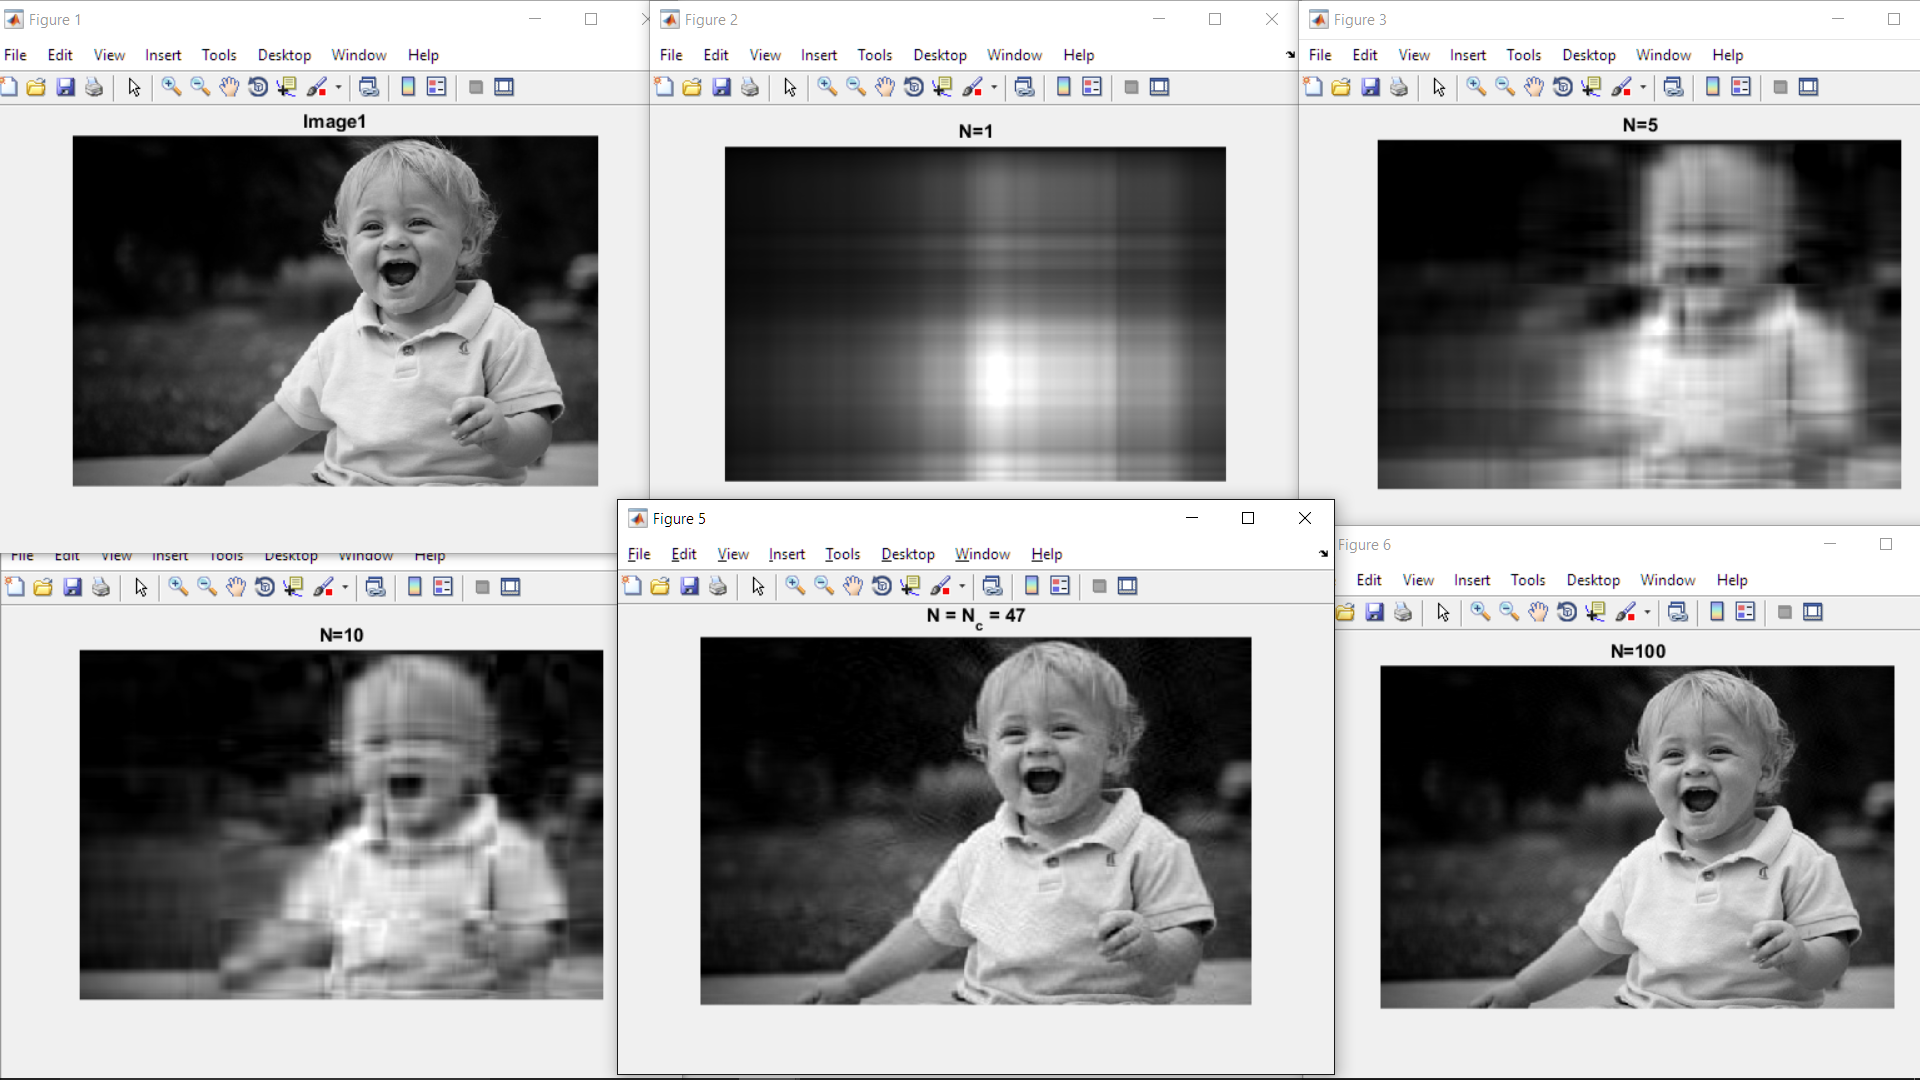 Figure 1
File Edit View Insert Tools Desktop Window Help
Image1
Figure 2
File Edit View Insert Tools Desktop Window Help
N=1
Figure 3
File Edit View Insert Tools Desktop Window Help
N=5
File Edit View Insert Tools Desktop Window Help
N=10
Figure 5
File Edit View Insert Tools Desktop Window Help
N = Nc = 47
Figure 6
Edit View Insert Tools Desktop Window Help
N=100